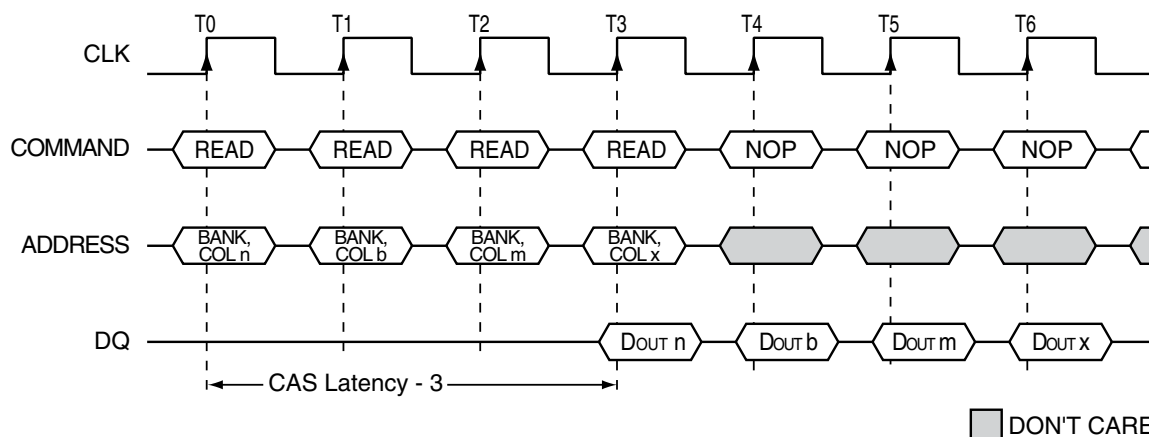 T0 T1 T2 T3 T4 T5 T6
CLK
COMMAND READ READ READ READ NOP NOP NOP
ADDRESS BANK, COL n BANK, COL b BANK, COL m BANK, COL x
DQ DOUT n DOUT b DOUT m DOUT x
CAS Latency - 3
DON'T CARE